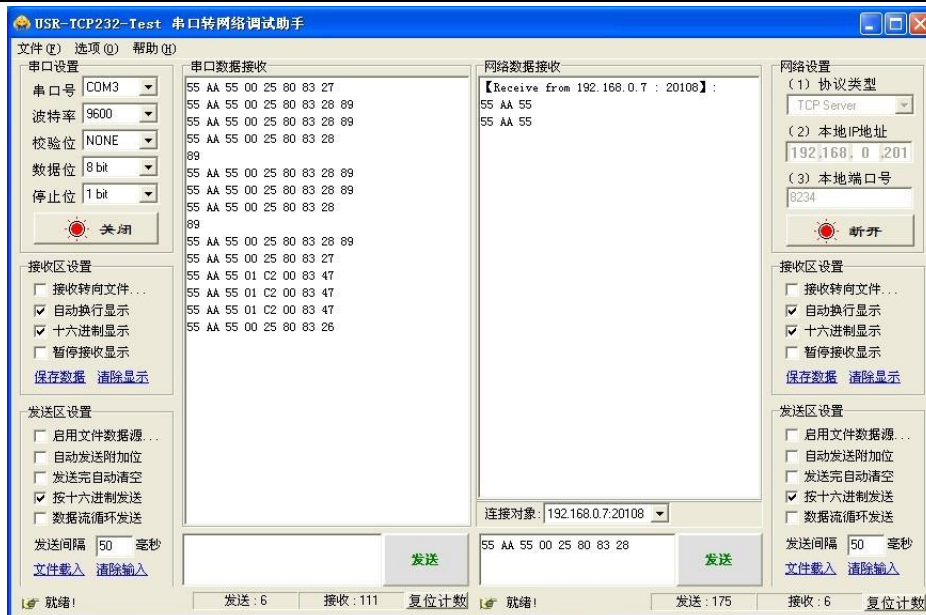 USR-TCP232-Test 串口转网络调试助手
文件(F) 选项(O) 帮助(H)
串口设置
串口号 COM3
波特率 9600
校验位 NONE
数据位 8 bit
停止位 1 bit
关闭
接收区设置
接收转向文件...
自动换行显示
十六进制显示
暂停接收显示
保存数据 清除显示
发送区设置
启用文件数据源...
自动发送附加位
发送完自动清空
按十六进制发送
数据流循环发送
发送间隔 50 毫秒
文件载入 清除输入
串口数据接收
55 AA 55 00 25 80 83 27
55 AA 55 00 25 80 83 28 89
55 AA 55 00 25 80 83 28 89
55 AA 55 00 25 80 83 28
89
55 AA 55 00 25 80 83 28 89
55 AA 55 00 25 80 83 28 89
55 AA 55 00 25 80 83 28
89
55 AA 55 00 25 80 83 28 89
55 AA 55 00 25 80 83 27
55 AA 55 01 C2 00 83 47
55 AA 55 01 C2 00 83 47
55 AA 55 01 C2 00 83 47
55 AA 55 00 25 80 83 26
发送
网络数据接收
【Receive from 192.168.0.7 : 20108】:
55 AA 55
55 AA 55
连接对象: 192.168.0.7:20108
55 AA 55 00 25 80 83 28
发送
网络设置
(1) 协议类型
TCP Server
(2) 本地IP地址
192.168. 0 .201
(3) 本地端口号
8234
断开
接收区设置
接收转向文件...
自动换行显示
十六进制显示
暂停接收显示
保存数据 清除显示
发送区设置
启用文件数据源...
自动发送附加位
发送完自动清空
按十六进制发送
数据流循环发送
发送间隔 50 毫秒
文件载入 清除输入
就绪! 发送:6 接收:111 复位计数
就绪! 发送:175 接收:6 复位计数